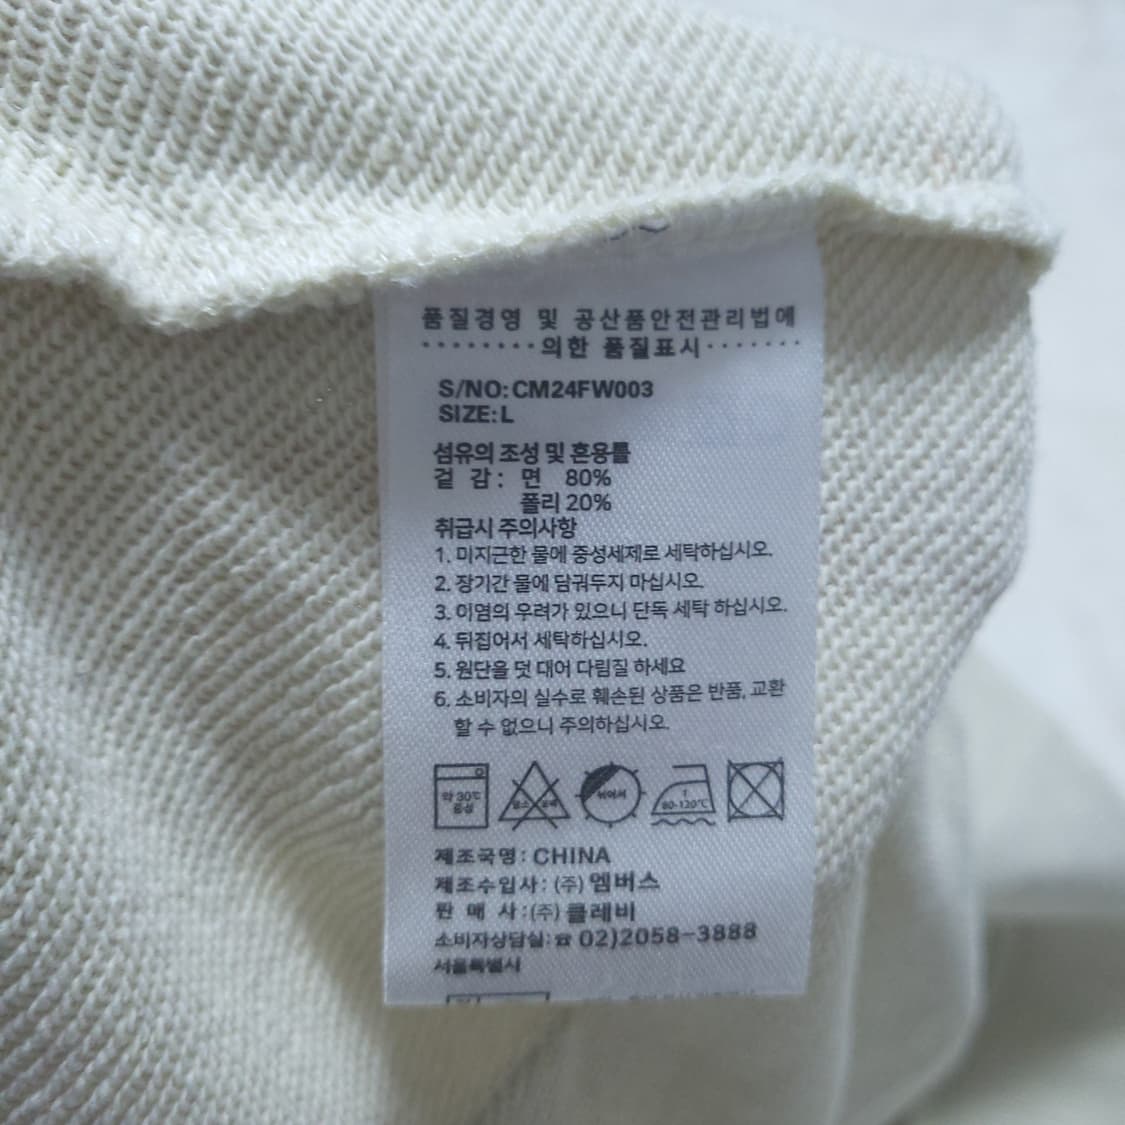 품질경영 및 공산품안전관리법에
········의한 품질표시·······
S/NO: CM24FW003
SIZE: L
섬유의 조성 및 혼용률
겉 감 : 면 80%
폴리 20%
취급시 주의사항
1. 미지근한 물에 중성세제로 세탁하십시오.
2. 장기간 물에 담궈두지 마십시오.
3. 이염의 우려가 있으니 단독 세탁 하십시오.
4. 뒤집어서 세탁하십시오.
5. 원단을 덧 대어 다림질 하세요
6. 소비자의 실수로 훼손된 상품은 반품, 교환
할 수 없으니 주의하십시오.
약 30℃
중성
염소
표백
뉘어서
80-120℃
제조국명 : CHINA
제조수입사 : (주) 엠버스
판 매 사 : (주) 클레비
소비자상담실: ☎ 02)2058-3888
서울특별시